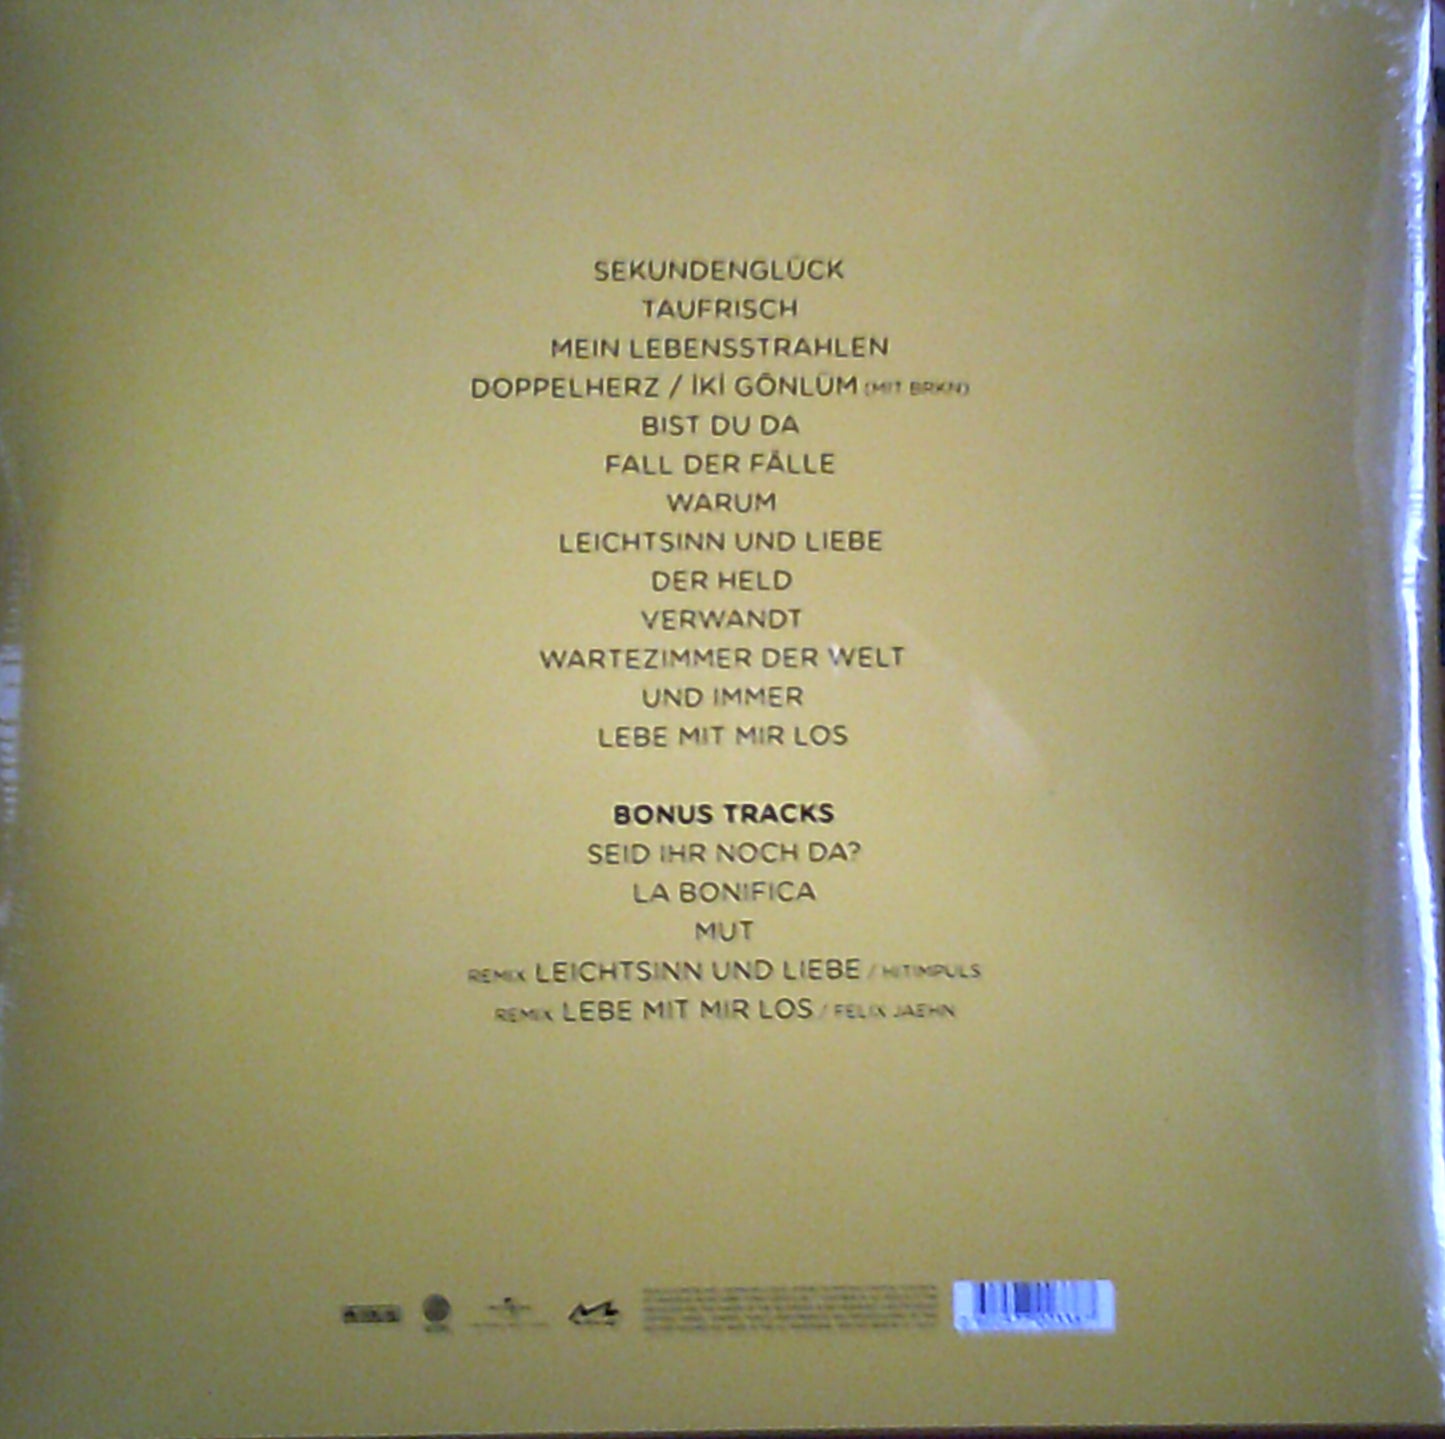 SEKUNDENGLÜCK
TAUFRISCH
MEIN LEBENSSTRAHLEN
DOPPELHERZ / İKİ GÖNLÜM (MIT BRKN)
BIST DU DA
FALL DER FÄLLE
WARUM
LEICHTSINN UND LIEBE
DER HELD
VERWANDT
WARTEZIMMER DER WELT
UND IMMER
LEBE MIT MIR LOS
BONUS TRACKS
SEID IHR NOCH DA?
LA BONIFICA
MUT
REMIX LEICHTSINN UND LIEBE / HITIMPULS
REMIX LEBE MIT MIR LOS / FELIX JAEHN